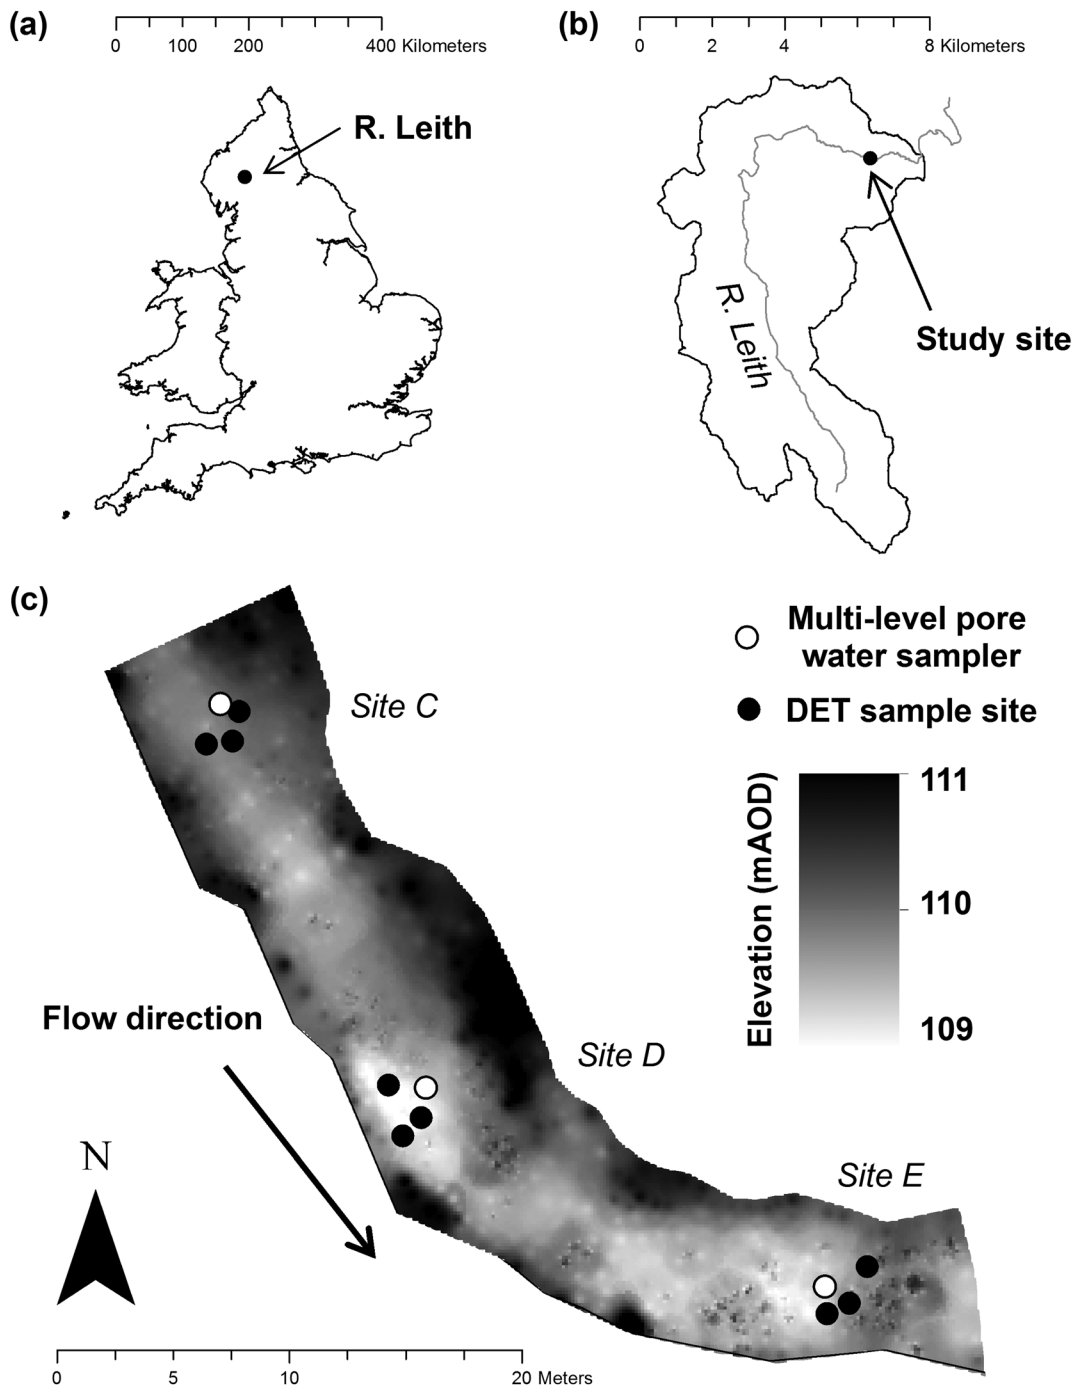 (a)
0 100 200 400 Kilometers
R. Leith
(b)
0 2 4 8 Kilometers
R. Leith
Study site
(c)
Multi-level pore
water sampler
DET sample site
Site C
Elevation (mAOD)
111
110
109
Flow direction
Site D
Site E
N
0 5 10 20 Meters